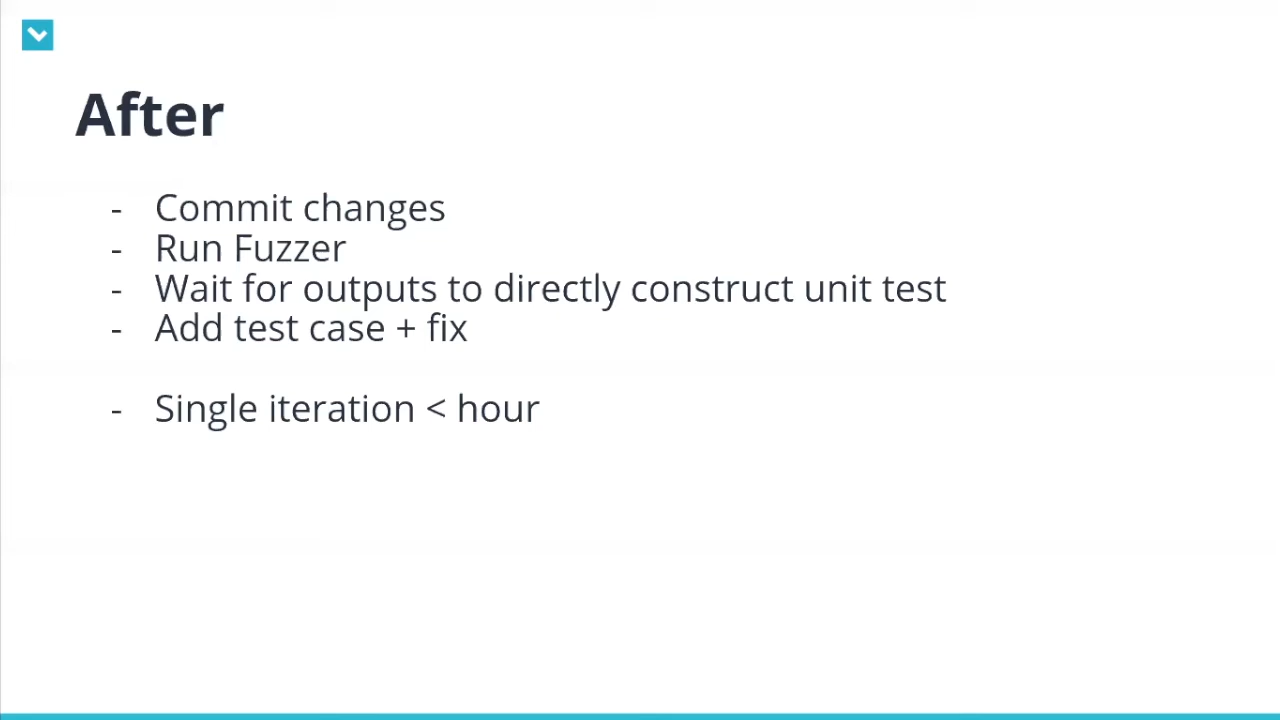 After
- Commit changes
- Run Fuzzer
- Wait for outputs to directly construct unit test
- Add test case + fix
- Single iteration < hour